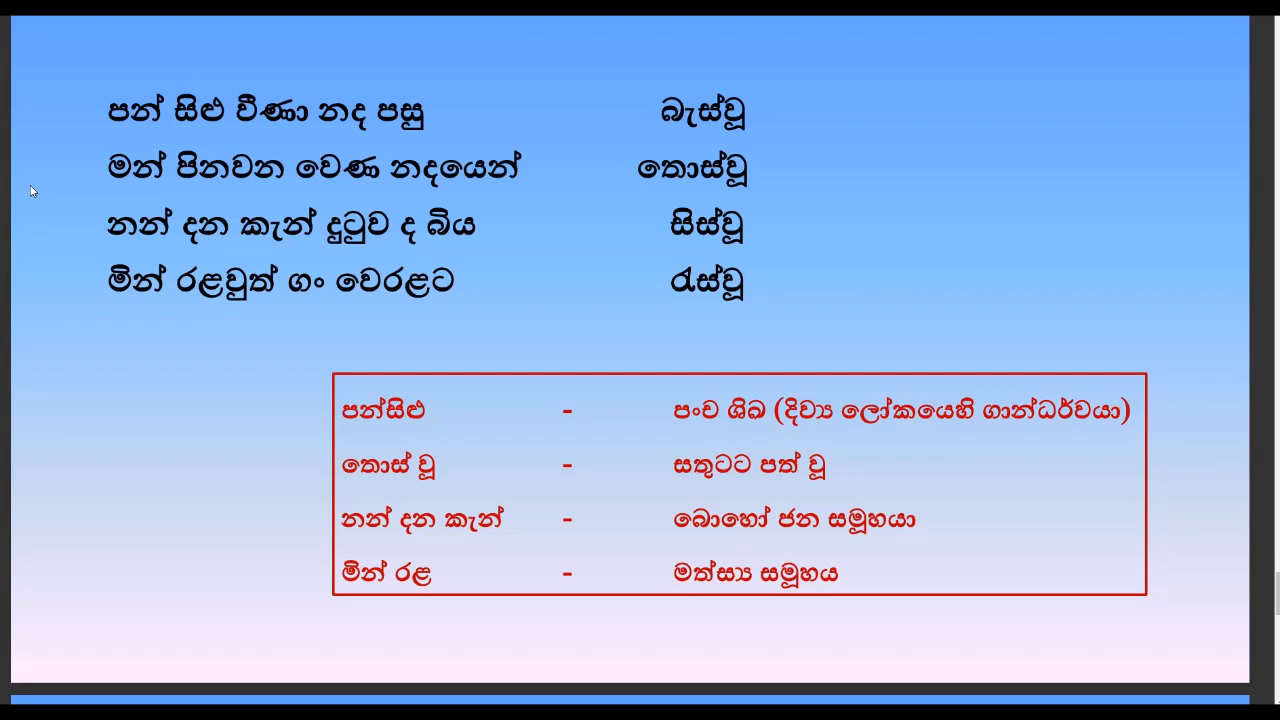 පන් සිළු වීණා නද පසු බැස්වූ
මන් පිනවන වෙණ නදයෙන් තොස්වූ
නන් දන කැන් දුටුව ද බිය සිස්වූ
මින් රළවුත් ගං වෙරළට රැස්වූ
පන්සිළු - පංච ශිඛ (දිව්‍ය ලෝකයෙහි ගාන්ධර්වයා)
තොස් වූ - සතුටට පත් වූ
නන් දන කැන් - බොහෝ ජන සමූහයා
මින් රළ - මත්ස්‍ය සමූහය